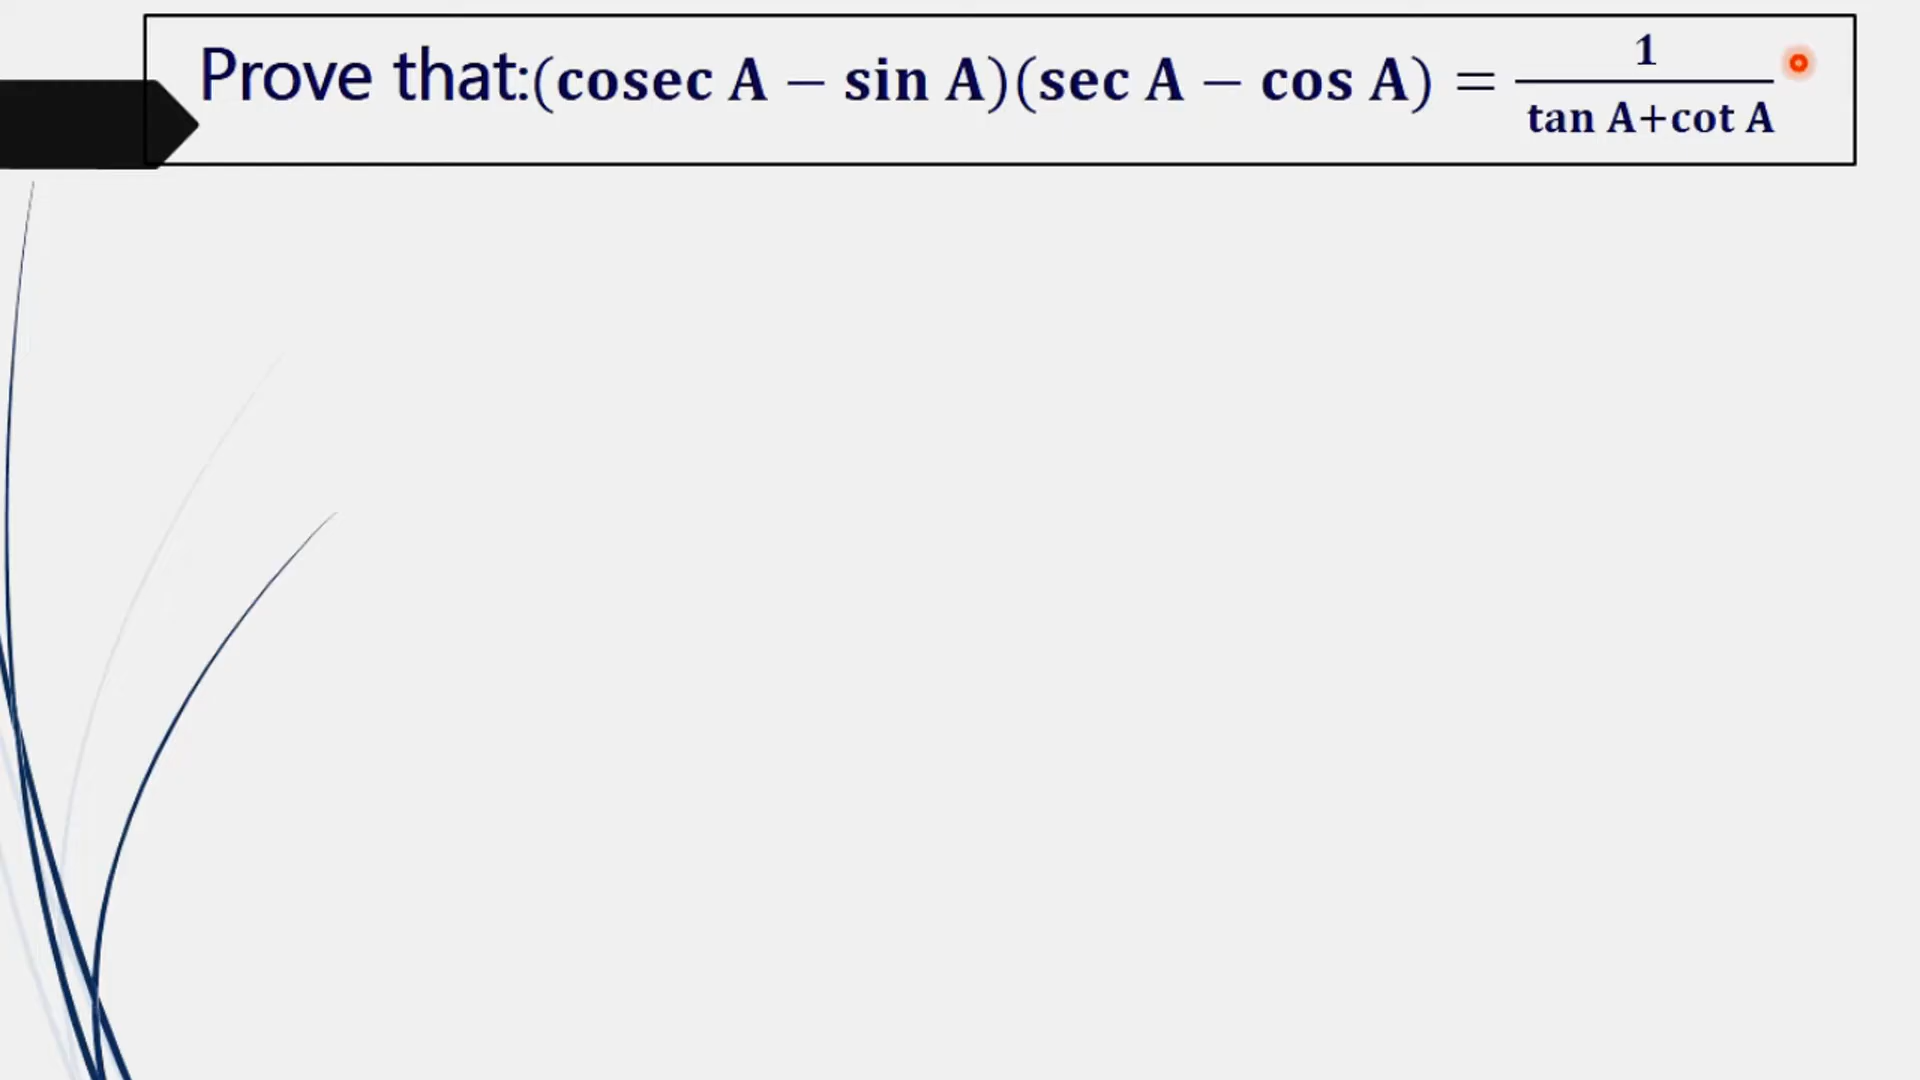 Prove that:(cosec A − sin A)(sec A − cos A) = 1/(tan A+cot A)